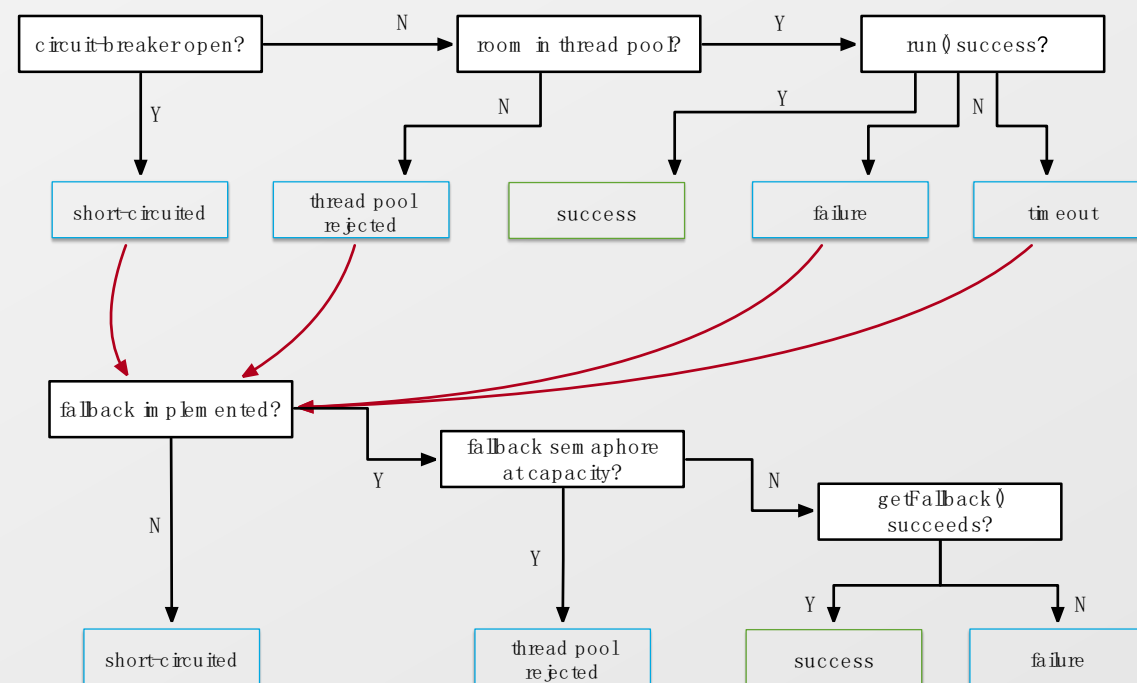 circuit-breaker open?
N
room in thread pool?
Y
run() success?
Y
N
Y
N
short-circuited
thread pool
rejected
success
failure
timeout
fallback implemented?
fallback semaphore
at capacity?
Y
N
getFallback()
succeeds?
N
Y
Y
N
short-circuited
thread pool
rejected
success
failure